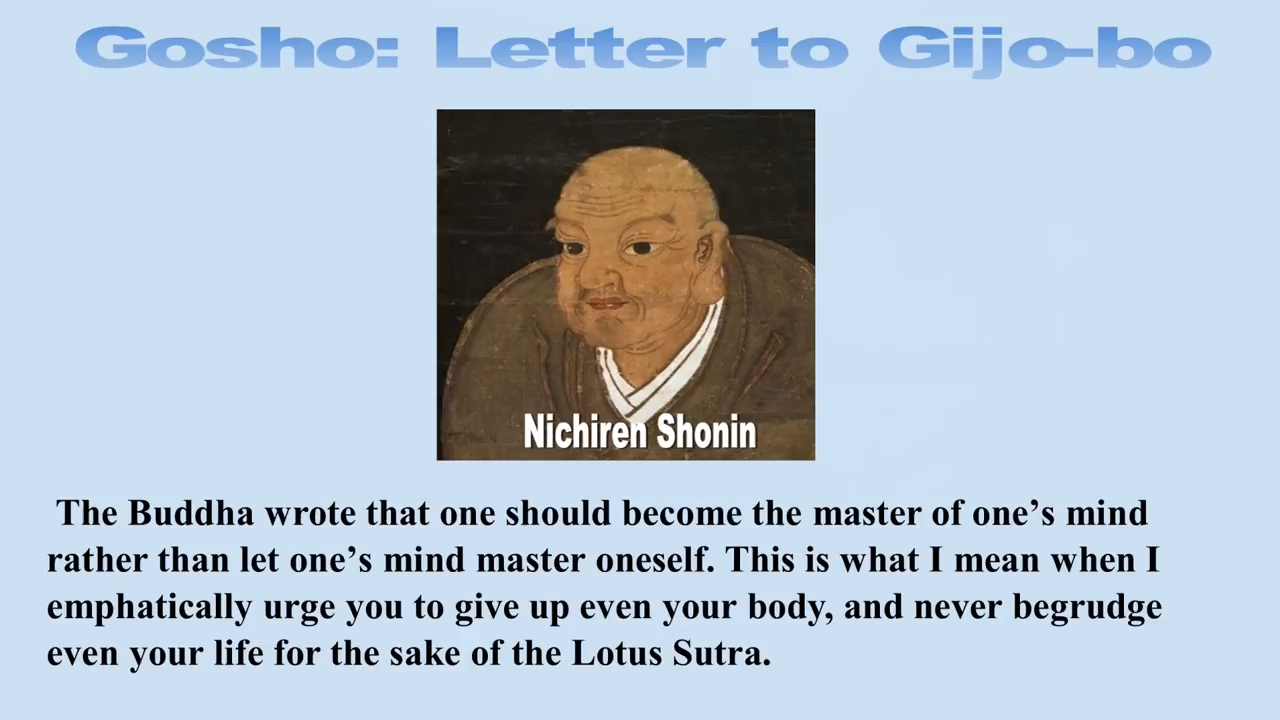 Gosho: Letter to Gijo-bo
Nichiren Shonin
The Buddha wrote that one should become the master of one’s mind
rather than let one’s mind master oneself. This is what I mean when I
emphatically urge you to give up even your body, and never begrudge
even your life for the sake of the Lotus Sutra.